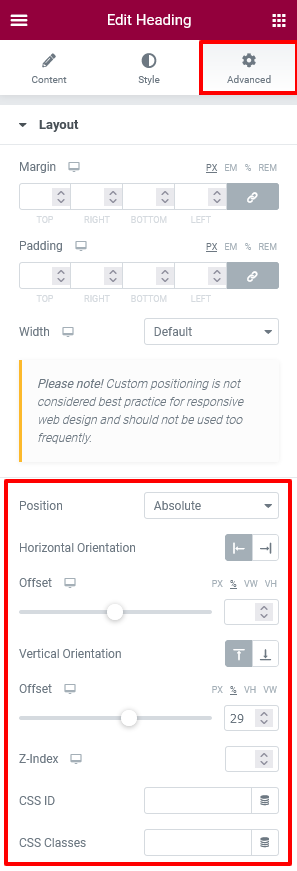 Edit Heading
Content Style Advanced
Layout
Margin PX EM % REM
TOP RIGHT BOTTOM LEFT
Padding PX EM % REM
TOP RIGHT BOTTOM LEFT
Width Default
Please note! Custom positioning is not
considered best practice for responsive
web design and should not be used too
frequently.
Position Absolute
Horizontal Orientation
Offset PX % VW VH
Vertical Orientation
Offset PX % VH VW
29
Z-Index
CSS ID
CSS Classes